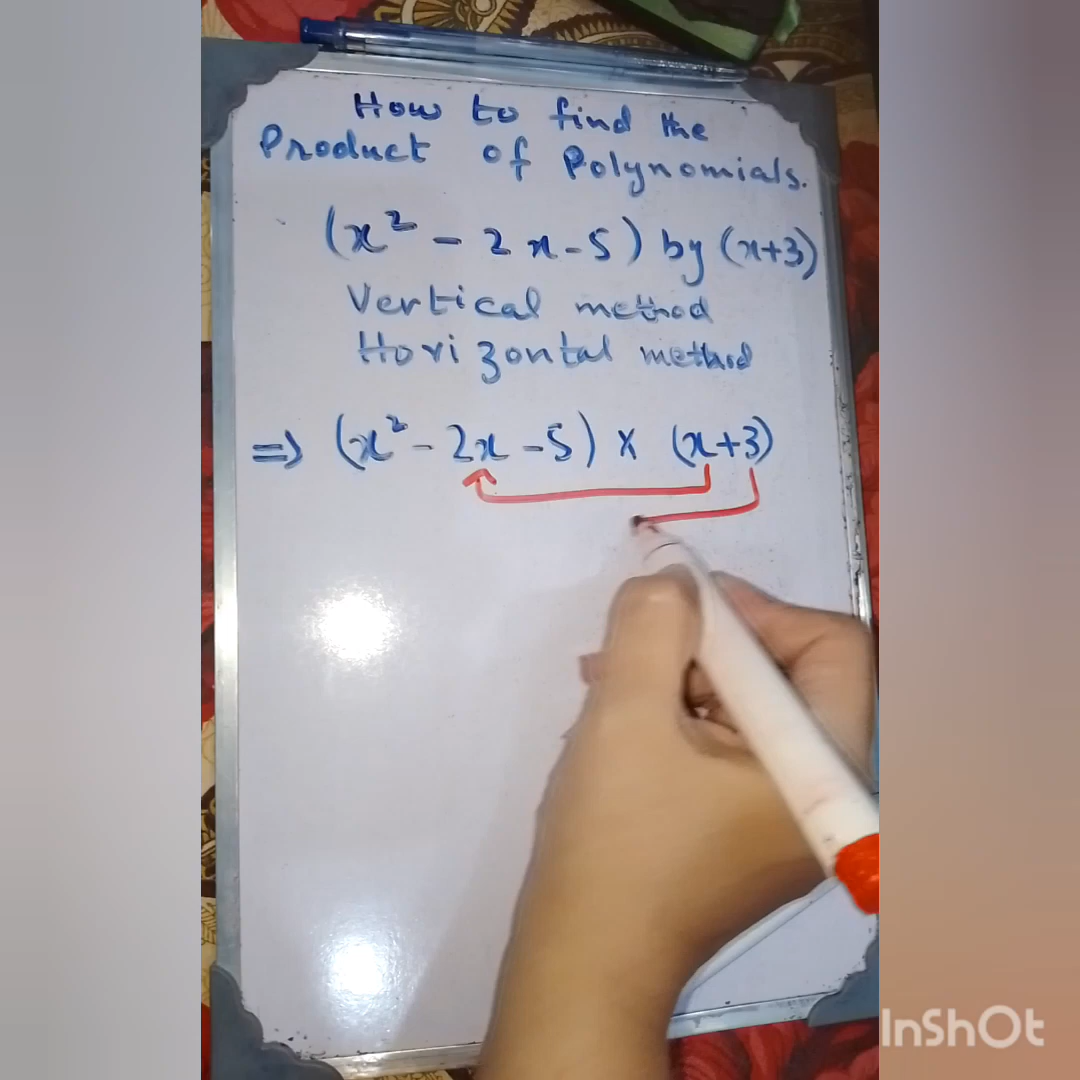 How to find the
Product of Polynomials.
(x² - 2x-5) by (x+3)
Vertical method
Horizontal method
=> (x² - 2x -5) × (x+3)
InShOt